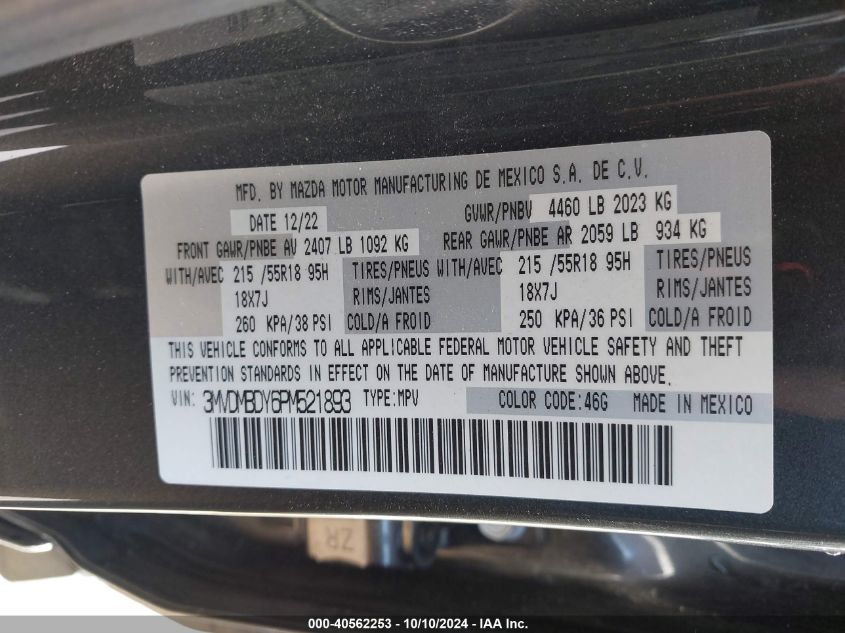 MFD. BY MAZDA MOTOR MANUFACTURING DE MEXICO S.A. DE C.V.
DATE 12/22 GVWR/PNBV 4460 LB 2023 KG
FRONT GAWR/PNBE AV 2407 LB 1092 KG REAR GAWR/PNBE AR 2059 LB 934 KG
WITH/AVEC 215 /55R18 95H TIRES/PNEUS WITH/AVEC 215 /55R18 95H TIRES/PNEUS
18X7J RIMS/JANTES 18X7J RIMS/JANTES
260 KPA/38 PSI COLD/A FROID 250 KPA/36 PSI COLD/A FROID
THIS VEHICLE CONFORMS TO ALL APPLICABLE FEDERAL MOTOR VEHICLE SAFETY AND THEFT
PREVENTION STANDARDS IN EFFECT ON THE DATE OF MANUFACTURE SHOWN ABOVE.
VIN: 3MVDMBDY6PM521893 TYPE:MPV COLOR CODE:46G MADE IN MEXICO
ZR
000-40562253 - 10/10/2024 - IAA Inc.